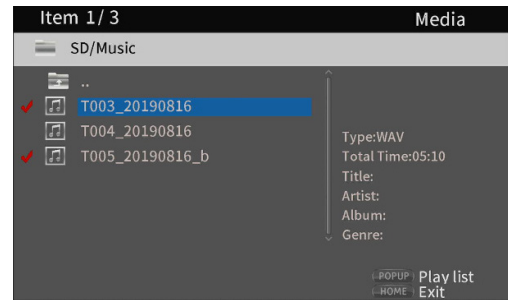 Item 1/3
Media
SD/Music
..
T003_20190816
T004_20190816
T005_20190816_b
Type:WAV
Total Time:05:10
Title:
Artist:
Album:
Genre:
POPUP Play list
HOME Exit